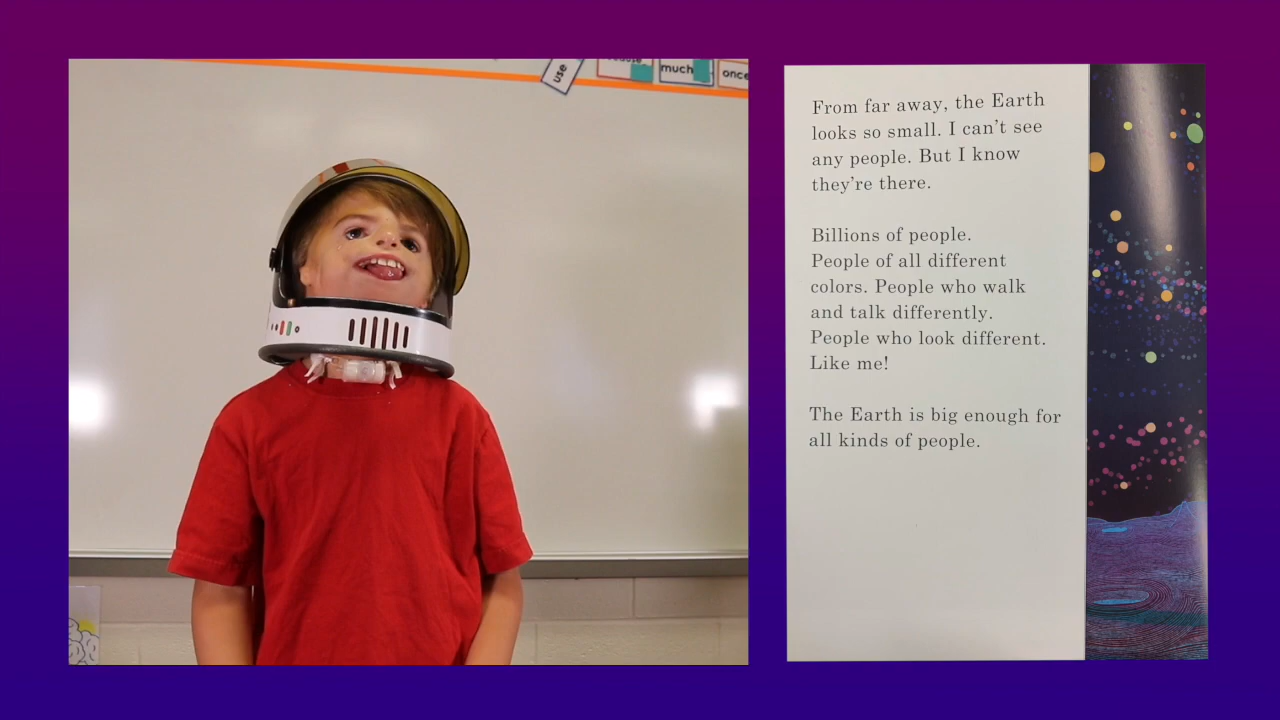 use
much
once
From far away, the Earth
looks so small. I can't see
any people. But I know
they're there.
Billions of people.
People of all different
colors. People who walk
and talk differently.
People who look different.
Like me!
The Earth is big enough for
all kinds of people.